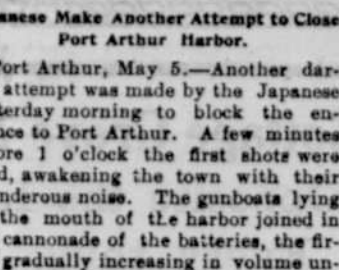 anese Make Another Attempt to Close
Port Arthur Harbor.
Port Arthur, May 5.—Another dar-
attempt was made by the Japanese
terday morning to block the en-
nce to Port Arthur. A few minutes
ore 1 o'clock the first shots were
d, awakening the town with their
nderous noise. The gunboats lying
the mouth of the harbor joined in
cannonade of the batteries, the fir-
gradually increasing in volume un-